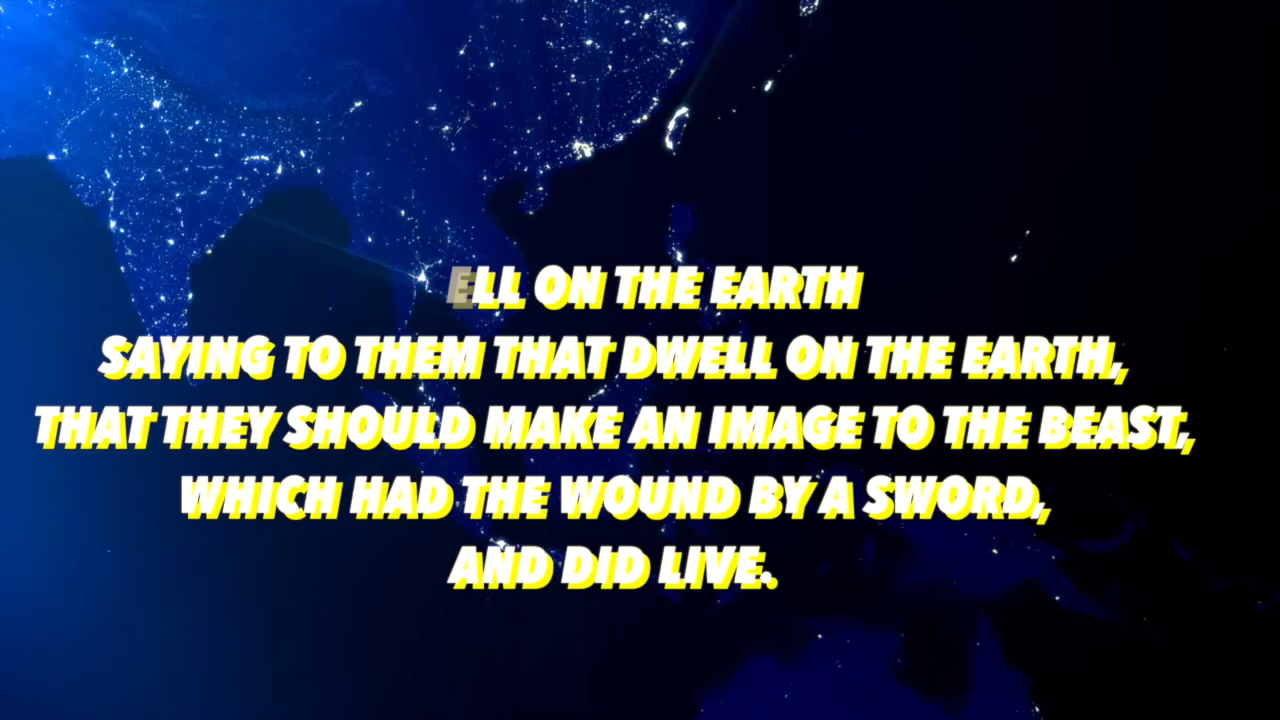 ELL ON THE EARTH
SAYING TO THEM THAT DWELL ON THE EARTH,
THAT THEY SHOULD MAKE AN IMAGE TO THE BEAST,
WHICH HAD THE WOUND BY A SWORD,
AND DID LIVE.